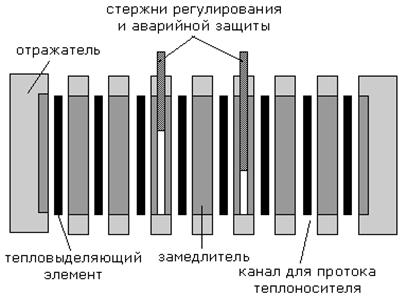 стержни регулирования
и аварийной защиты
отражатель
тепловыделяющий
элемент
замедлитель
канал для протока
теплоносителя